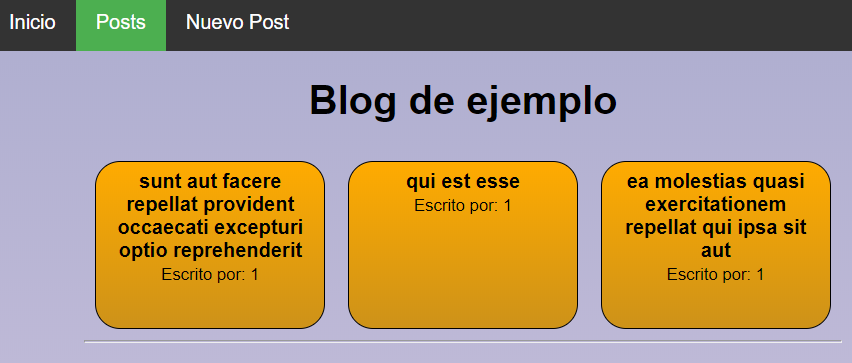 Inicio Posts Nuevo Post
Blog de ejemplo
sunt aut facere
repellat provident
occaecati excepturi
optio reprehenderit
Escrito por: 1
qui est esse
Escrito por: 1
ea molestias quasi
exercitationem
repellat qui ipsa sit
aut
Escrito por: 1